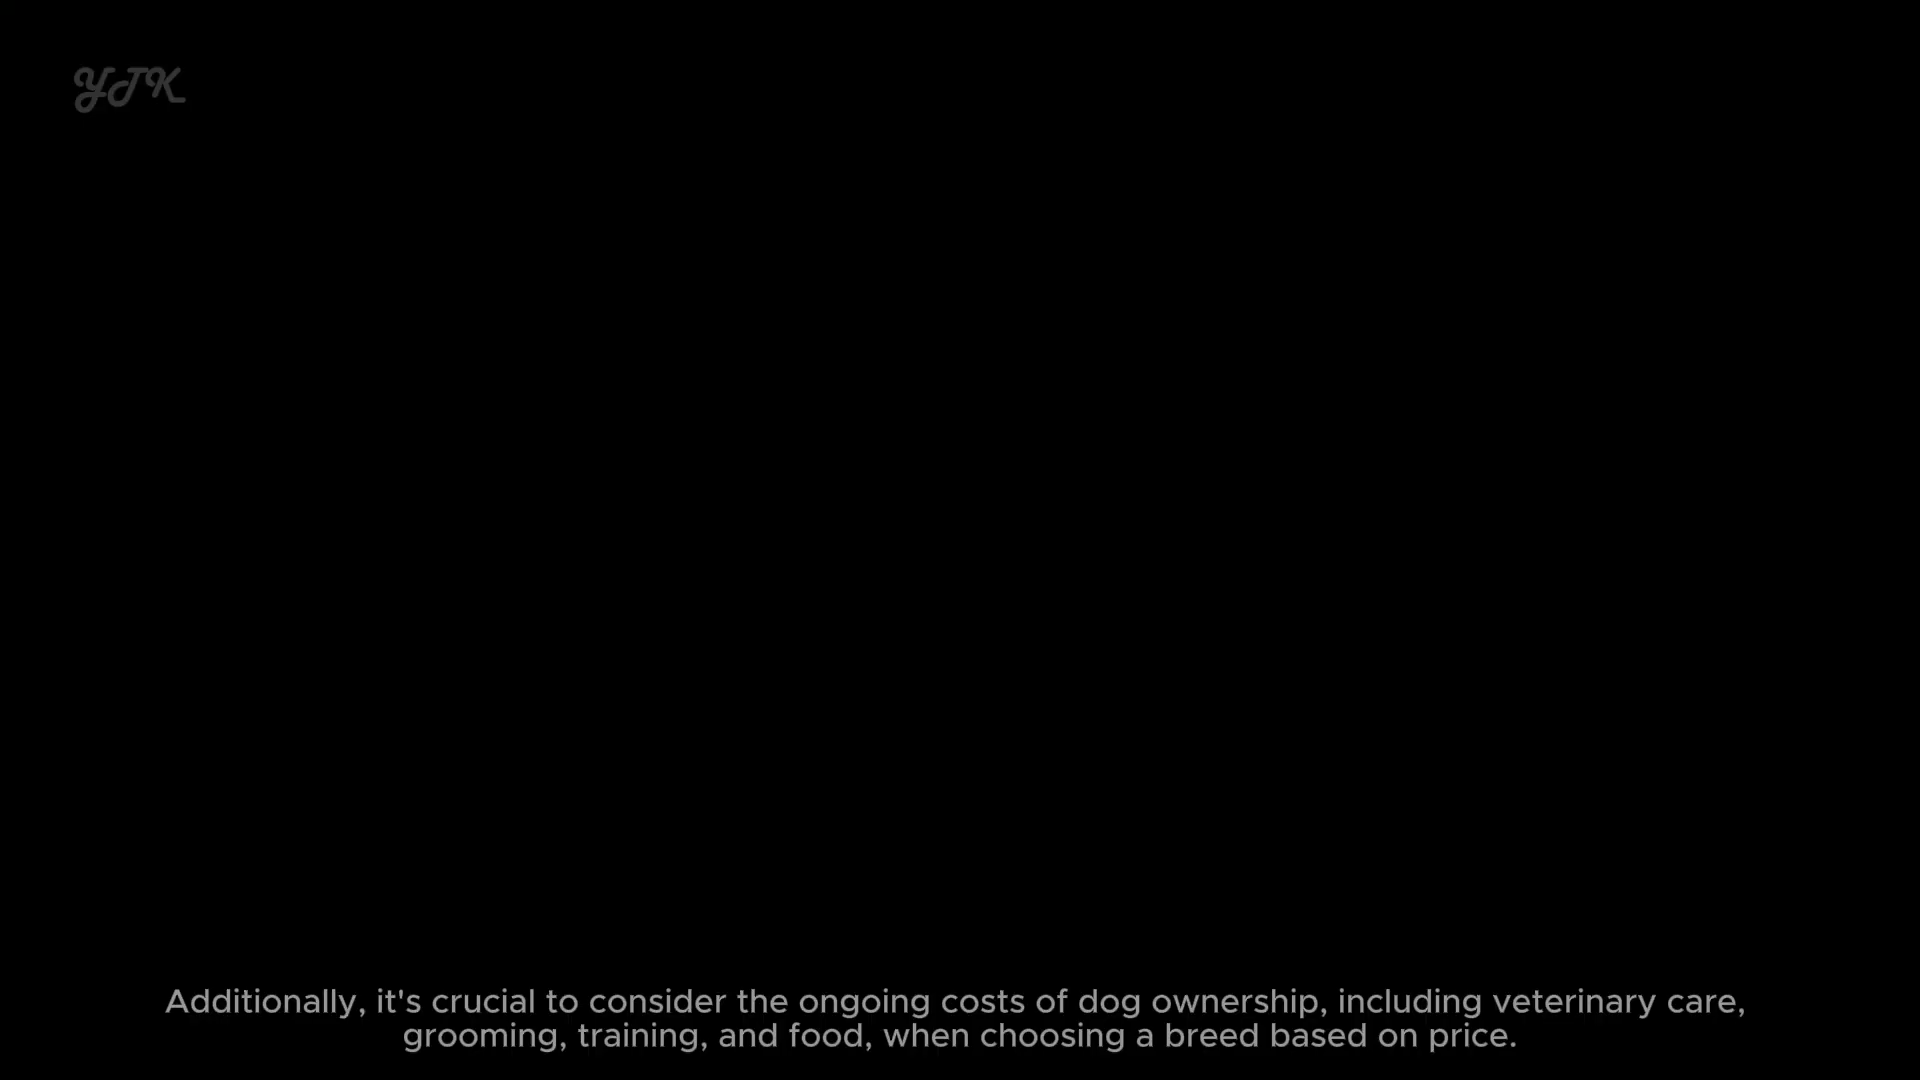 YTK
Additionally, it's crucial to consider the ongoing costs of dog ownership, including veterinary care,
grooming, training, and food, when choosing a breed based on price.